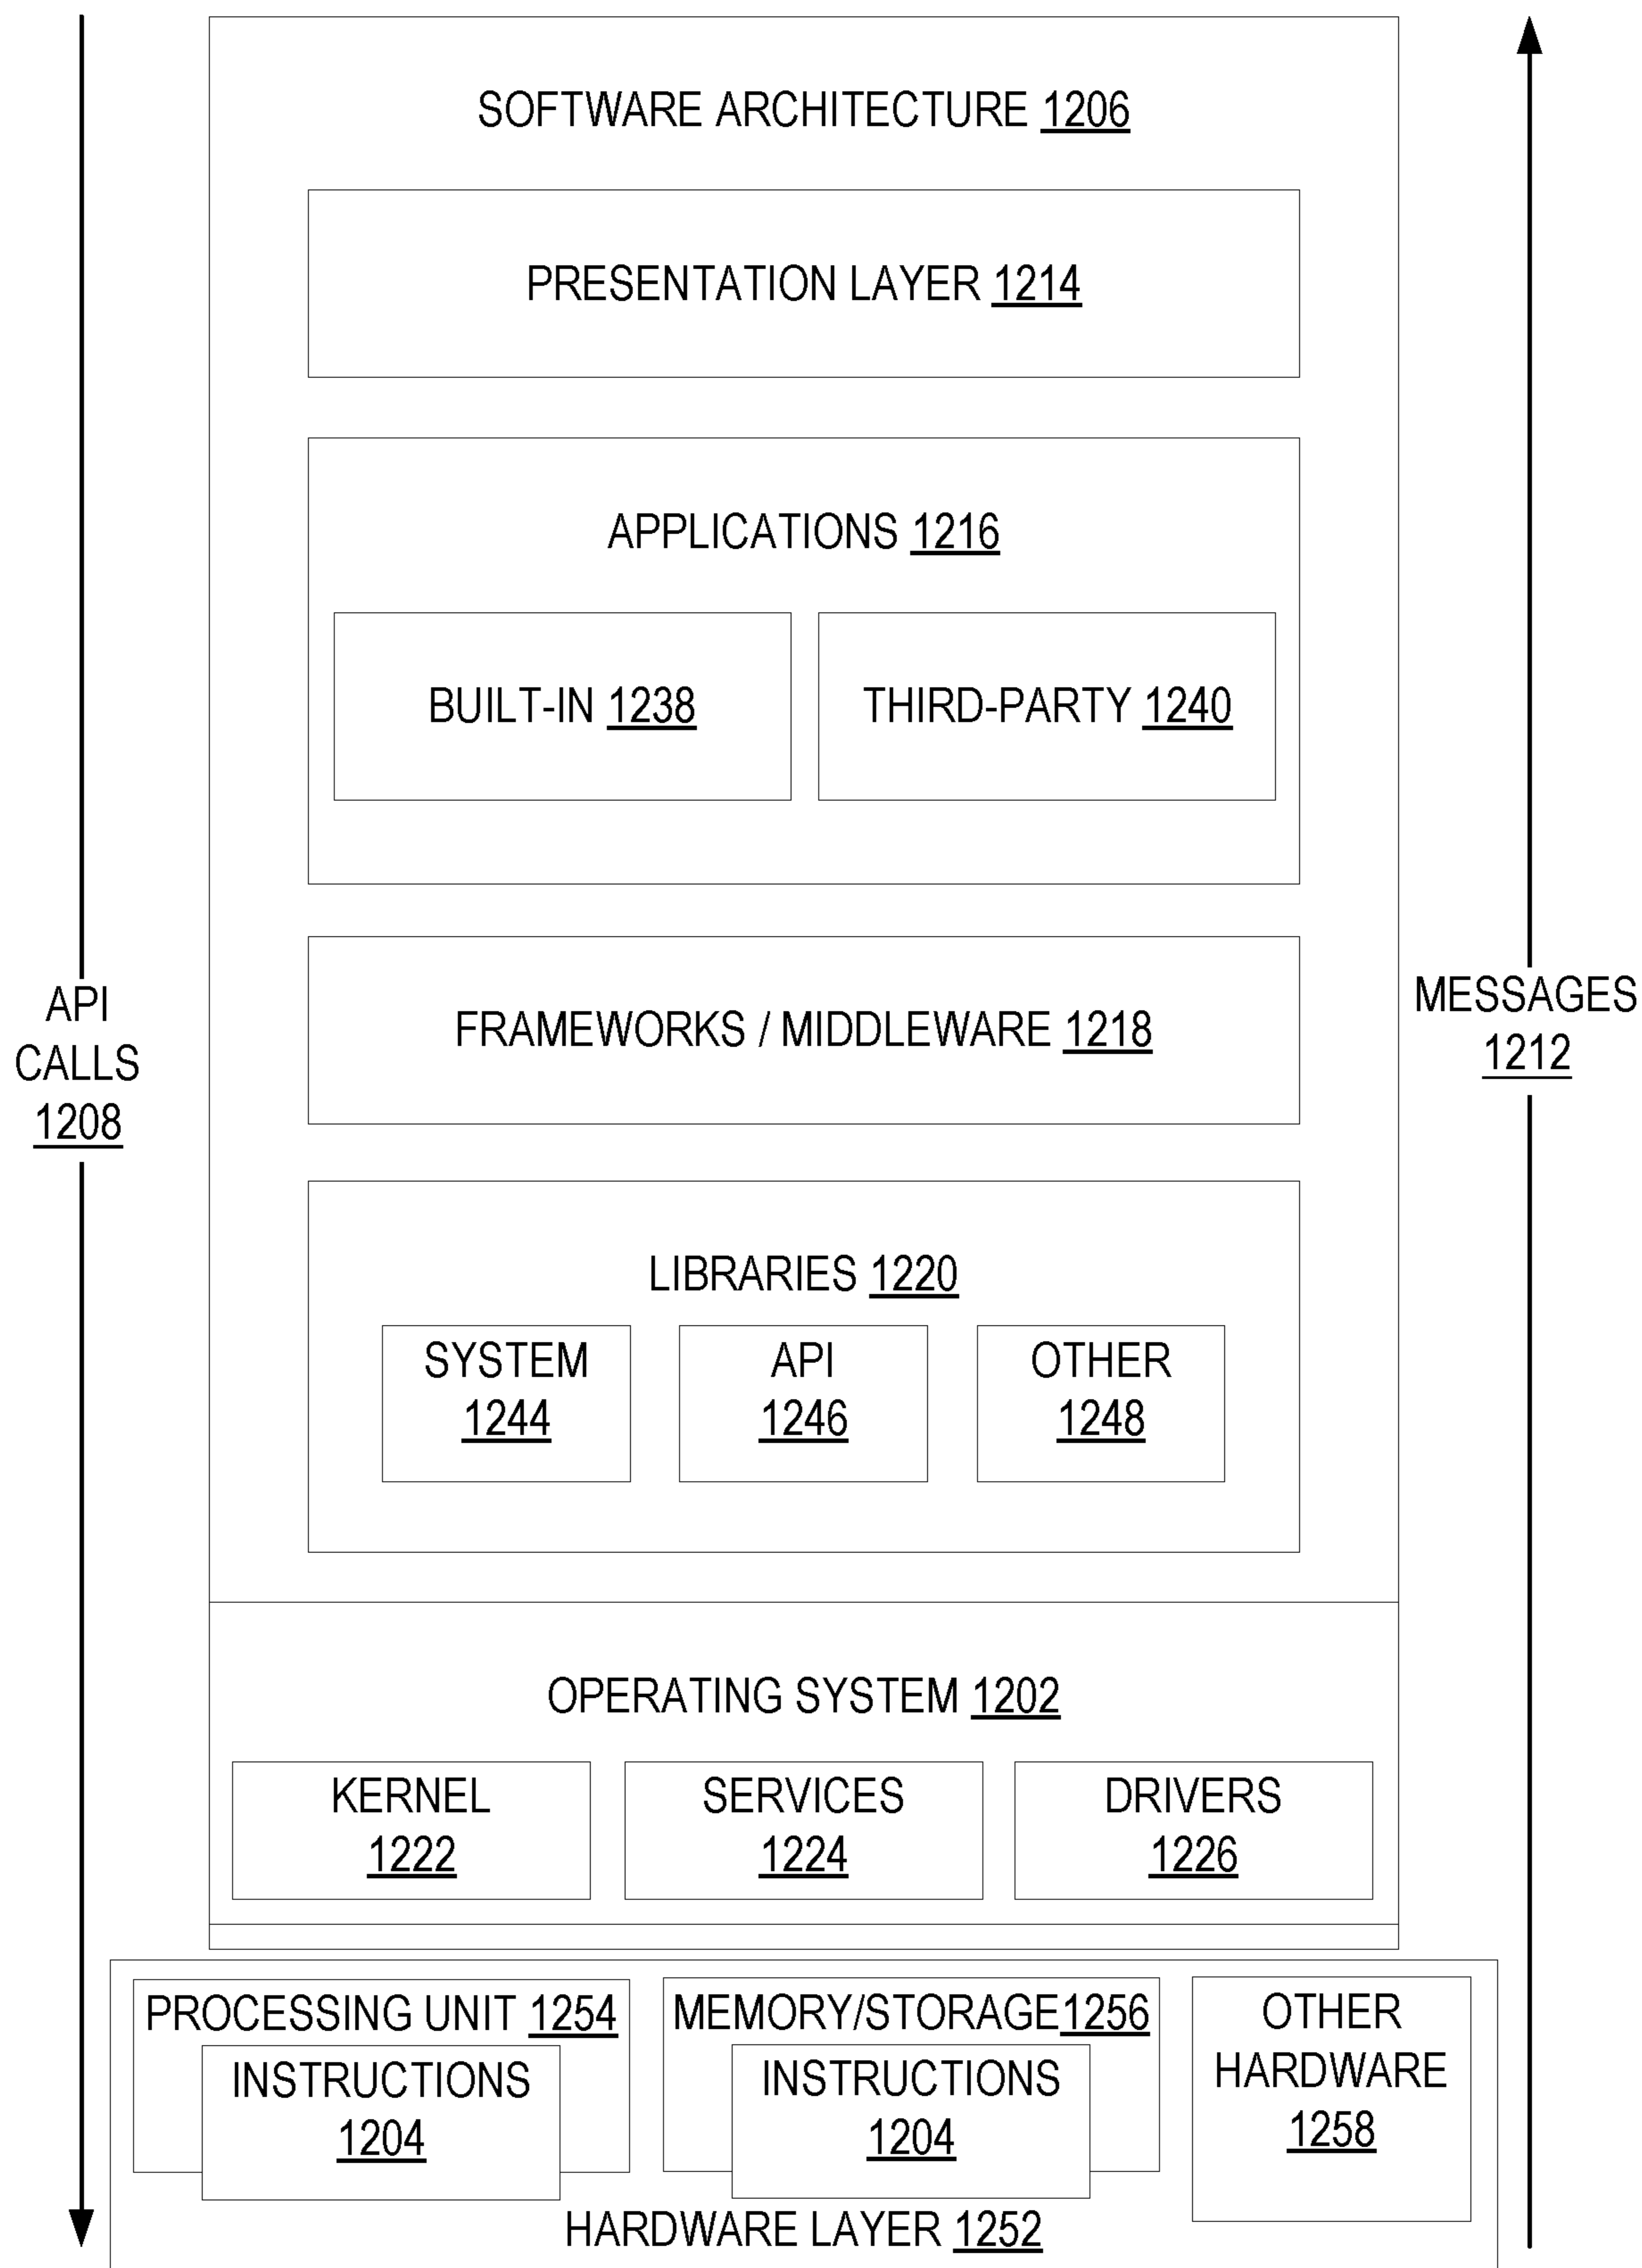 SOFTWARE ARCHITECTURE 1206
PRESENTATION LAYER 1214
APPLICATIONS 1216
BUILT-IN 1238
THIRD-PARTY 1240
API
CALLS
1208
MESSAGES
1212
FRAMEWORKS / MIDDLEWARE 1218
LIBRARIES 1220
SYSTEM
1244
API
1246
OTHER
1248
OPERATING SYSTEM 1202
KERNEL
1222
SERVICES
1224
DRIVERS
1226
PROCESSING UNIT 1254
INSTRUCTIONS
1204
MEMORY/STORAGE1256
INSTRUCTIONS
1204
OTHER
HARDWARE
1258
HARDWARE LAYER 1252